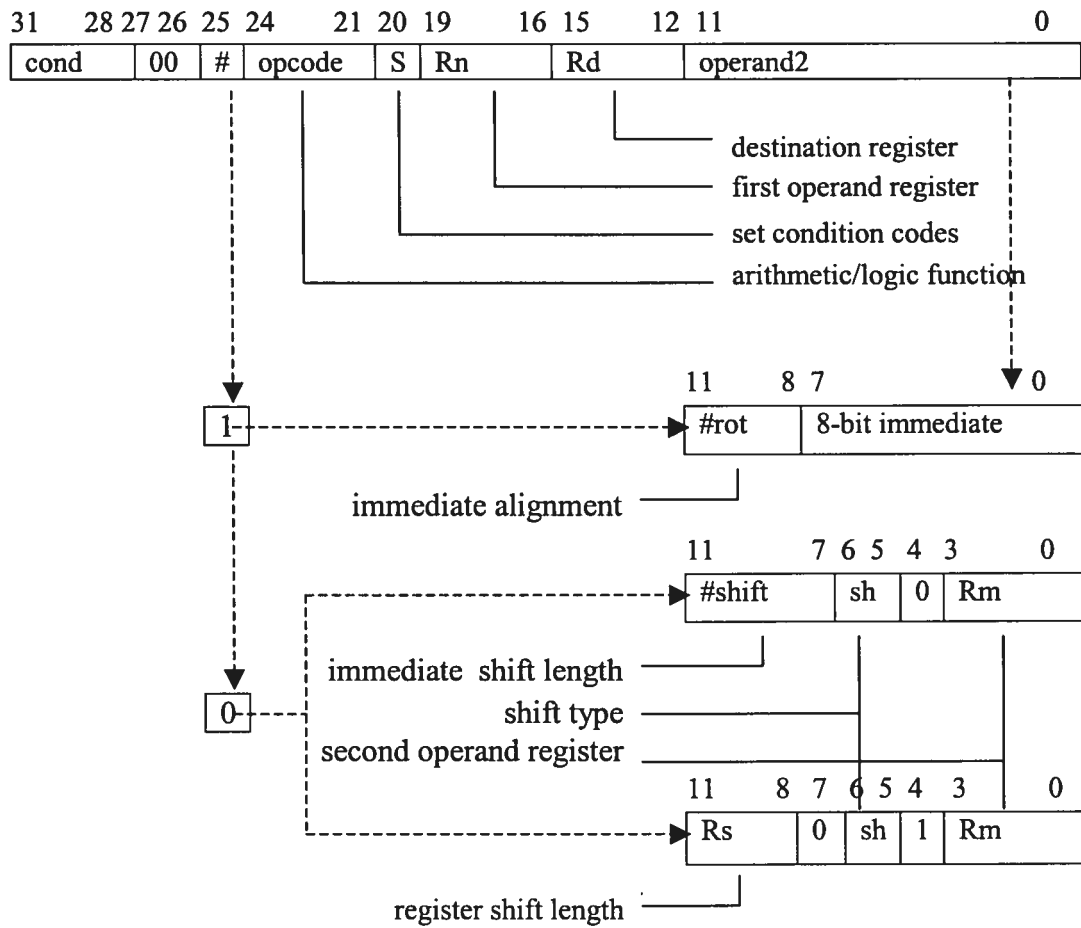 31 28 27 26 25 24 21 20 19 16 15 12 11 0
cond 00 # opcode S Rn Rd operand2
destination register
first operand register
set condition codes
arithmetic/logic function
11 8 7 0
1 #rot 8-bit immediate
immediate alignment
11 7 6 5 4 3 0
#shift sh 0 Rm
immediate shift length
0
shift type
second operand register
11 8 7 6 5 4 3 0
Rs 0 sh 1 Rm
register shift length